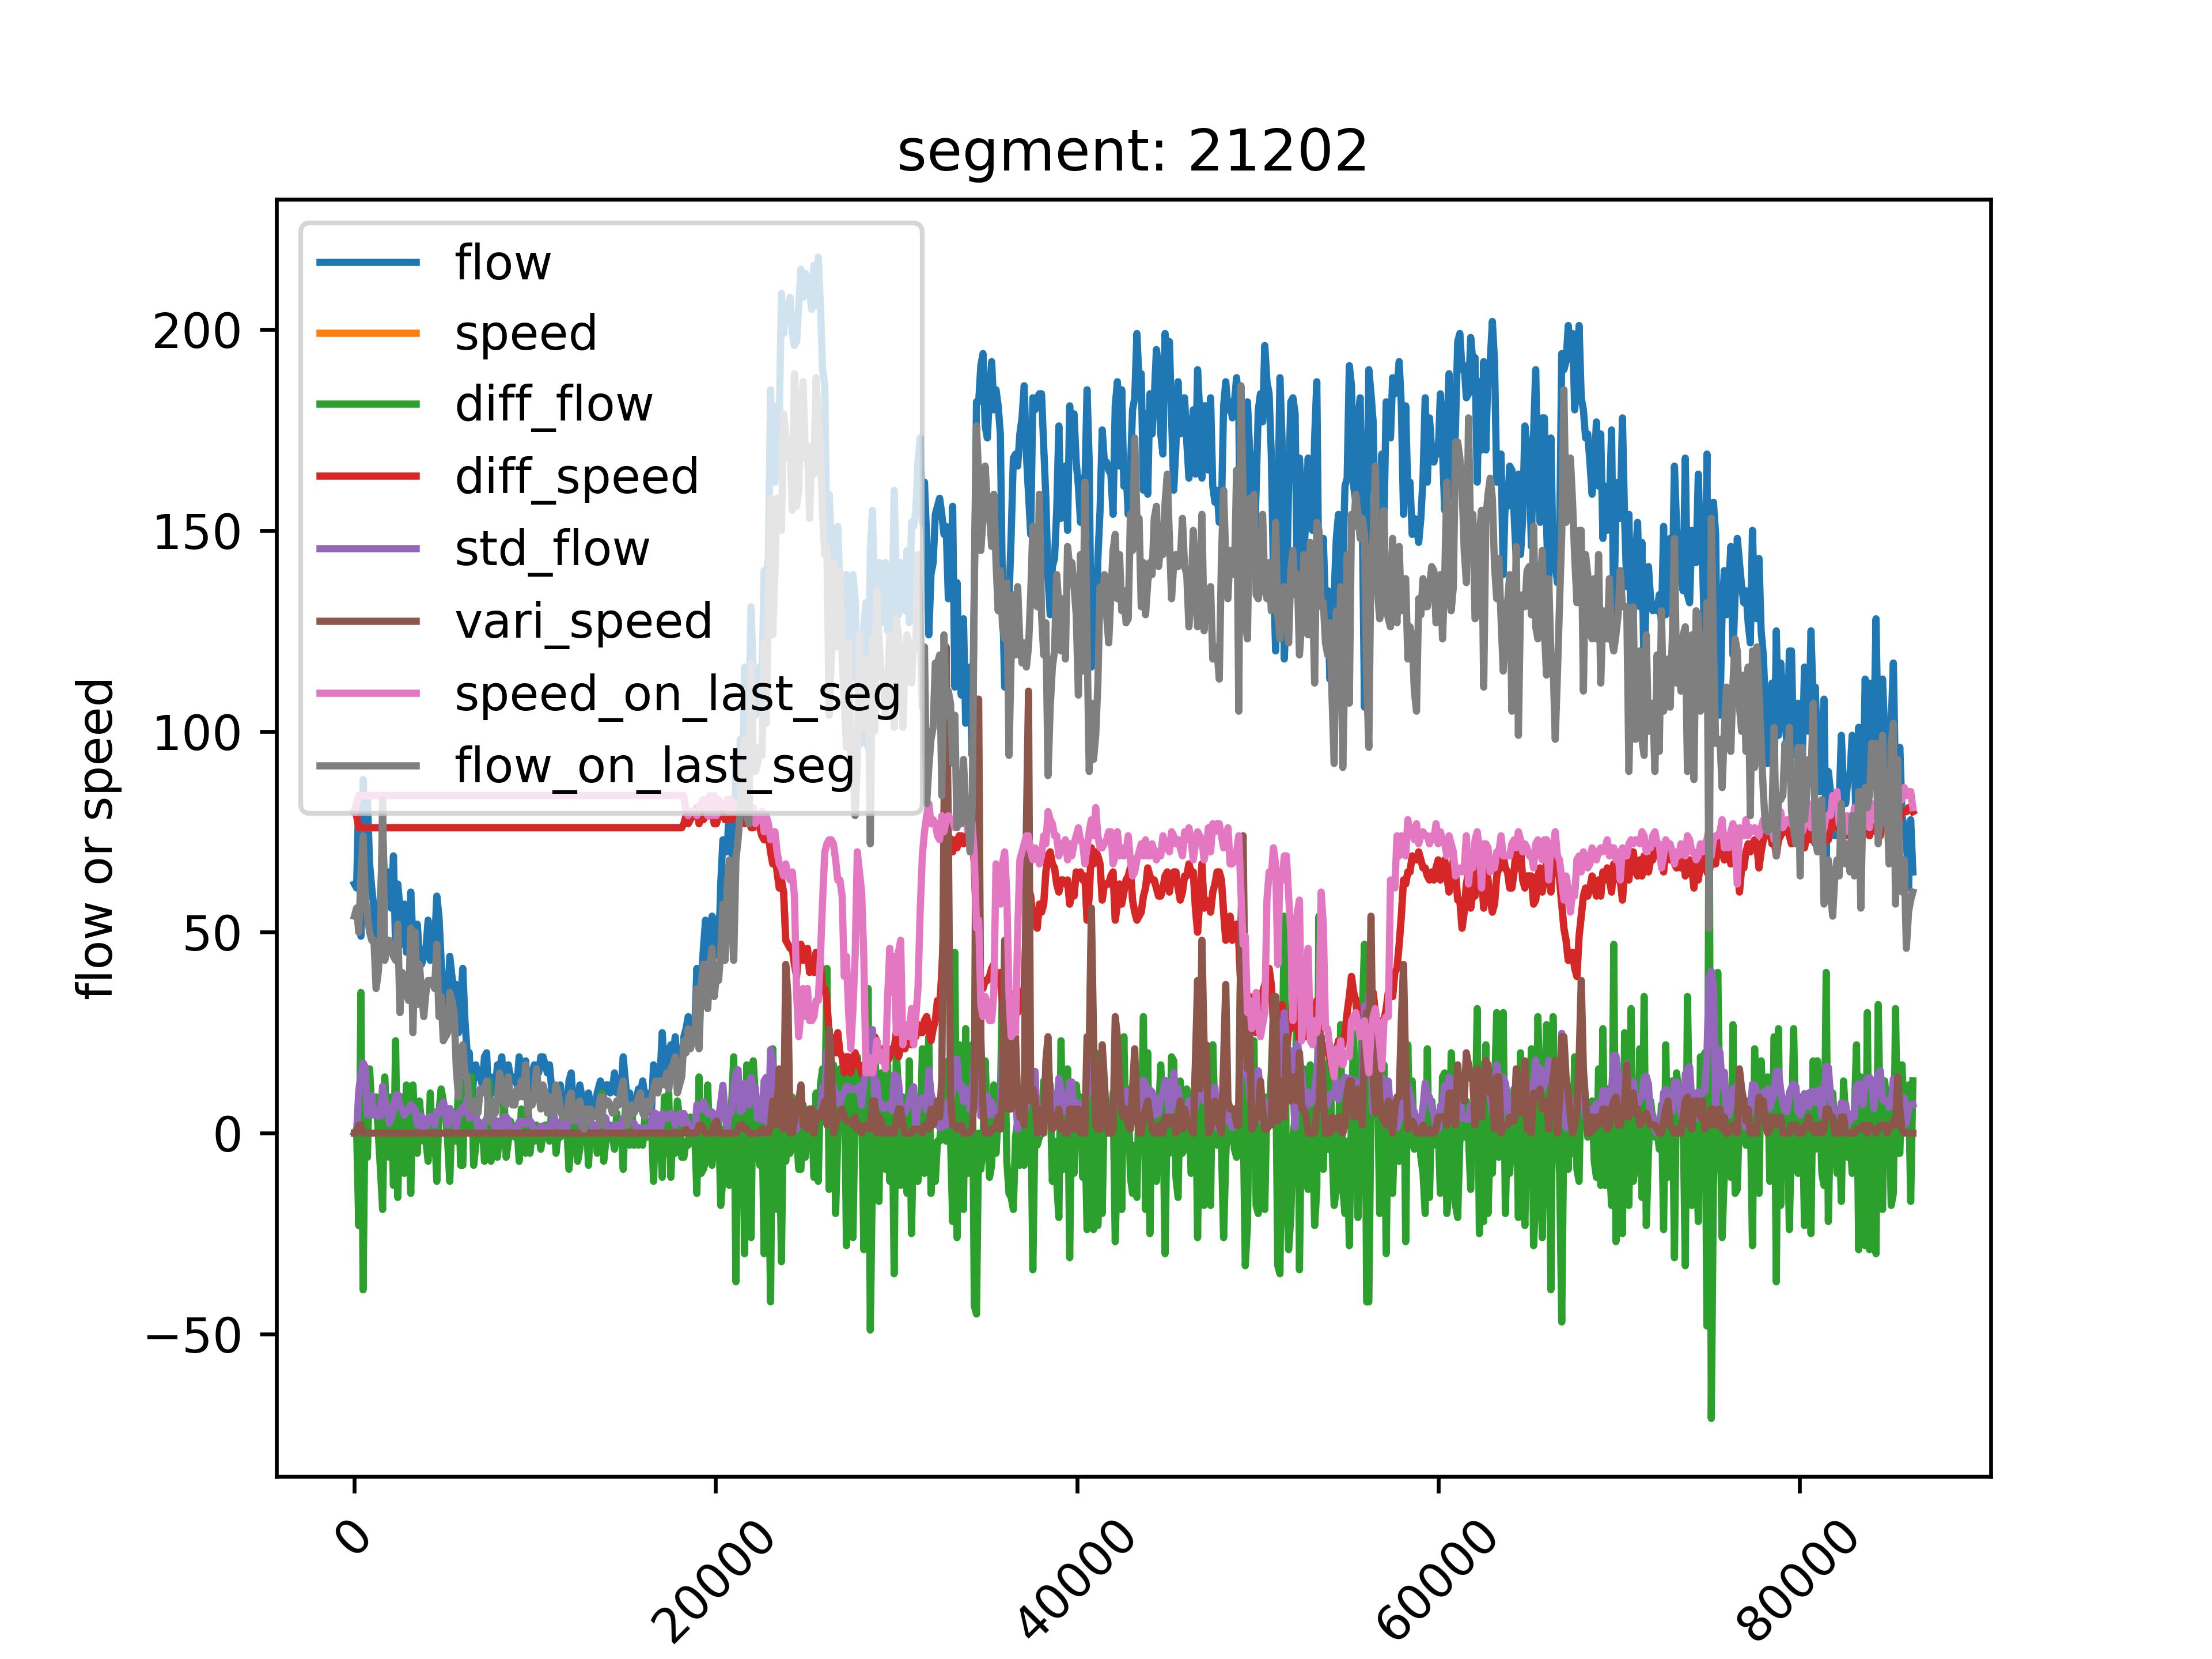 segment: 21202
flow
speed
diff_flow
diff_speed
std_flow
vari_speed
speed_on_last_seg
flow_on_last_seg
flow or speed
200
150
100
50
0
−50
0
20000
40000
60000
80000